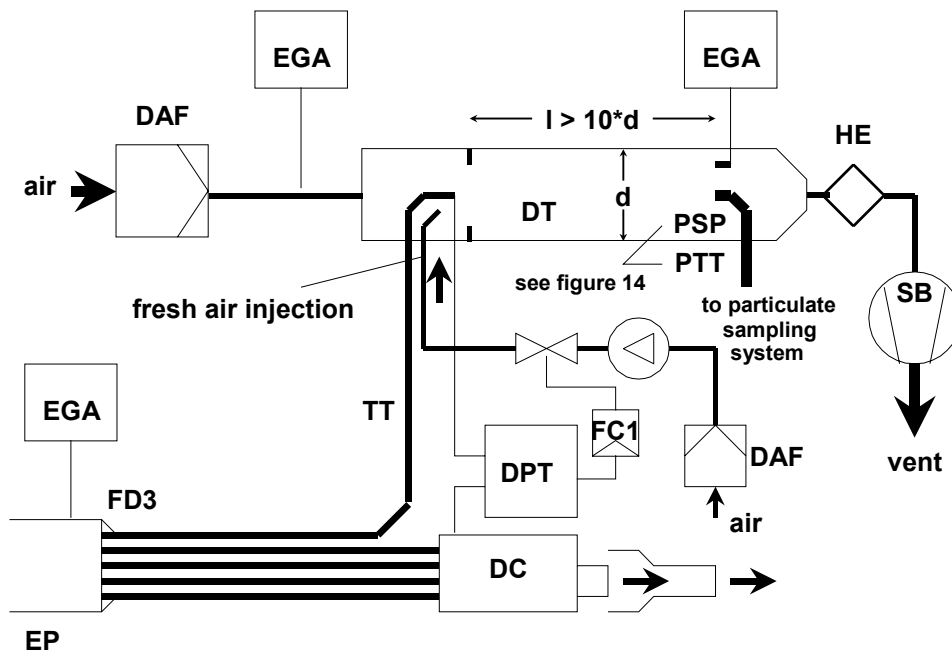 EGA
EGA
DAF
l > 10*d
HE
air
d
DT
PSP
PTT
see figure 14
fresh air injection
to particulate
sampling
system
SB
EGA
TT
FC1
DPT
DAF
vent
FD3
air
DC
EP